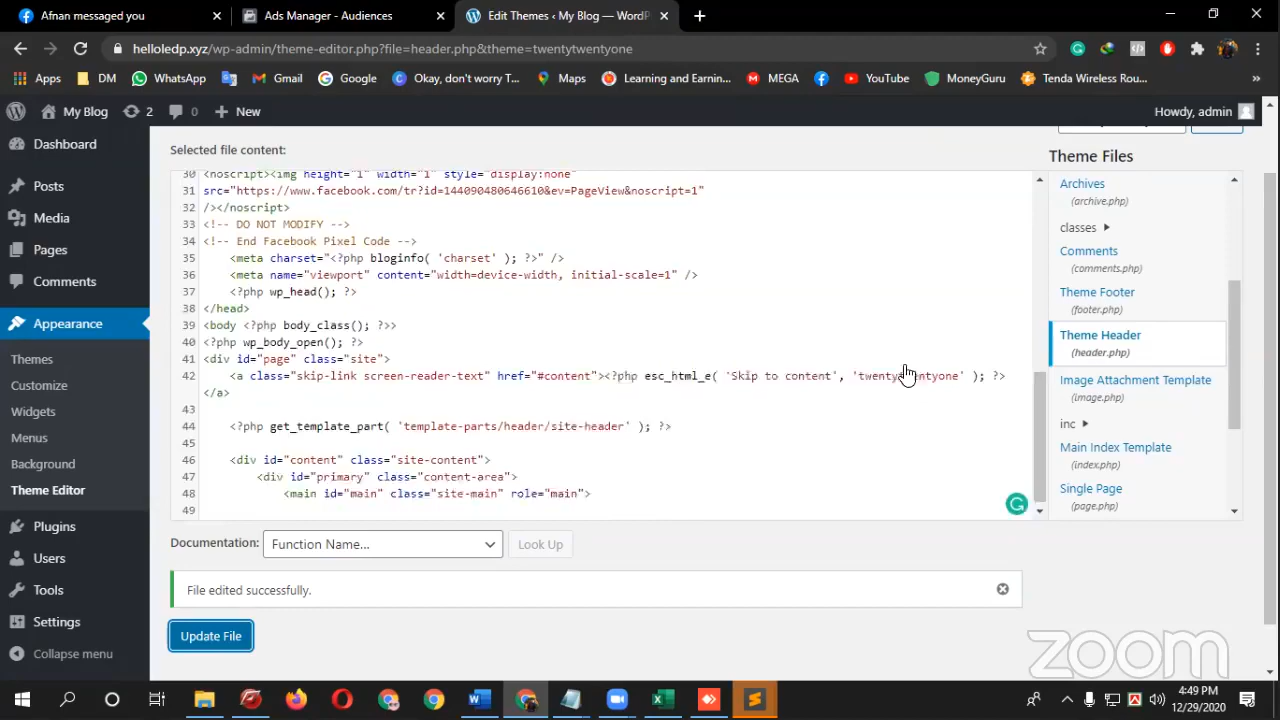 Afnan messaged you
Ads Manager - Audiences
Edit Themes ‹ My Blog — WordP
helloledp.xyz/wp-admin/theme-editor.php?file=header.php&theme=twentytwentyone
Apps
DM
WhatsApp
Gmail
Google
Okay, don't worry T...
Maps
Learning and Earnin...
MEGA
YouTube
MoneyGuru
Tenda Wireless Rou...
My Blog
2
0
New
Howdy, admin
Dashboard
Posts
Media
Pages
Comments
Appearance
Themes
Customize
Widgets
Menus
Background
Theme Editor
Plugins
Users
Tools
Settings
Collapse menu
Selected file content:
30 <noscript><img height="1" width="1" style="display:none"
31 src="https://www.facebook.com/tr?id=144090480646610&ev=PageView&noscript=1"
32 /></noscript>
33 <!-- DO NOT MODIFY -->
34 <!-- End Facebook Pixel Code -->
35 <meta charset="<?php bloginfo( 'charset' ); ?>" />
36 <meta name="viewport" content="width=device-width, initial-scale=1" />
37 <?php wp_head(); ?>
38 </head>
39 <body <?php body_class(); ?>>
40 <?php wp_body_open(); ?>
41 <div id="page" class="site">
42 <a class="skip-link screen-reader-text" href="#content"><?php esc_html_e( 'Skip to content', 'twentytwentyone' ); ?>
</a>
43
44 <?php get_template_part( 'template-parts/header/site-header' ); ?>
45
46 <div id="content" class="site-content">
47 <div id="primary" class="content-area">
48 <main id="main" class="site-main" role="main">
49
Theme Files
Archives
(archive.php)
classes
Comments
(comments.php)
Theme Footer
(footer.php)
Theme Header
(header.php)
Image Attachment Template
(image.php)
inc
Main Index Template
(index.php)
Single Page
(page.php)
Documentation:
Function Name...
Look Up
File edited successfully.
Update File
zoom
4:49 PM
12/29/2020